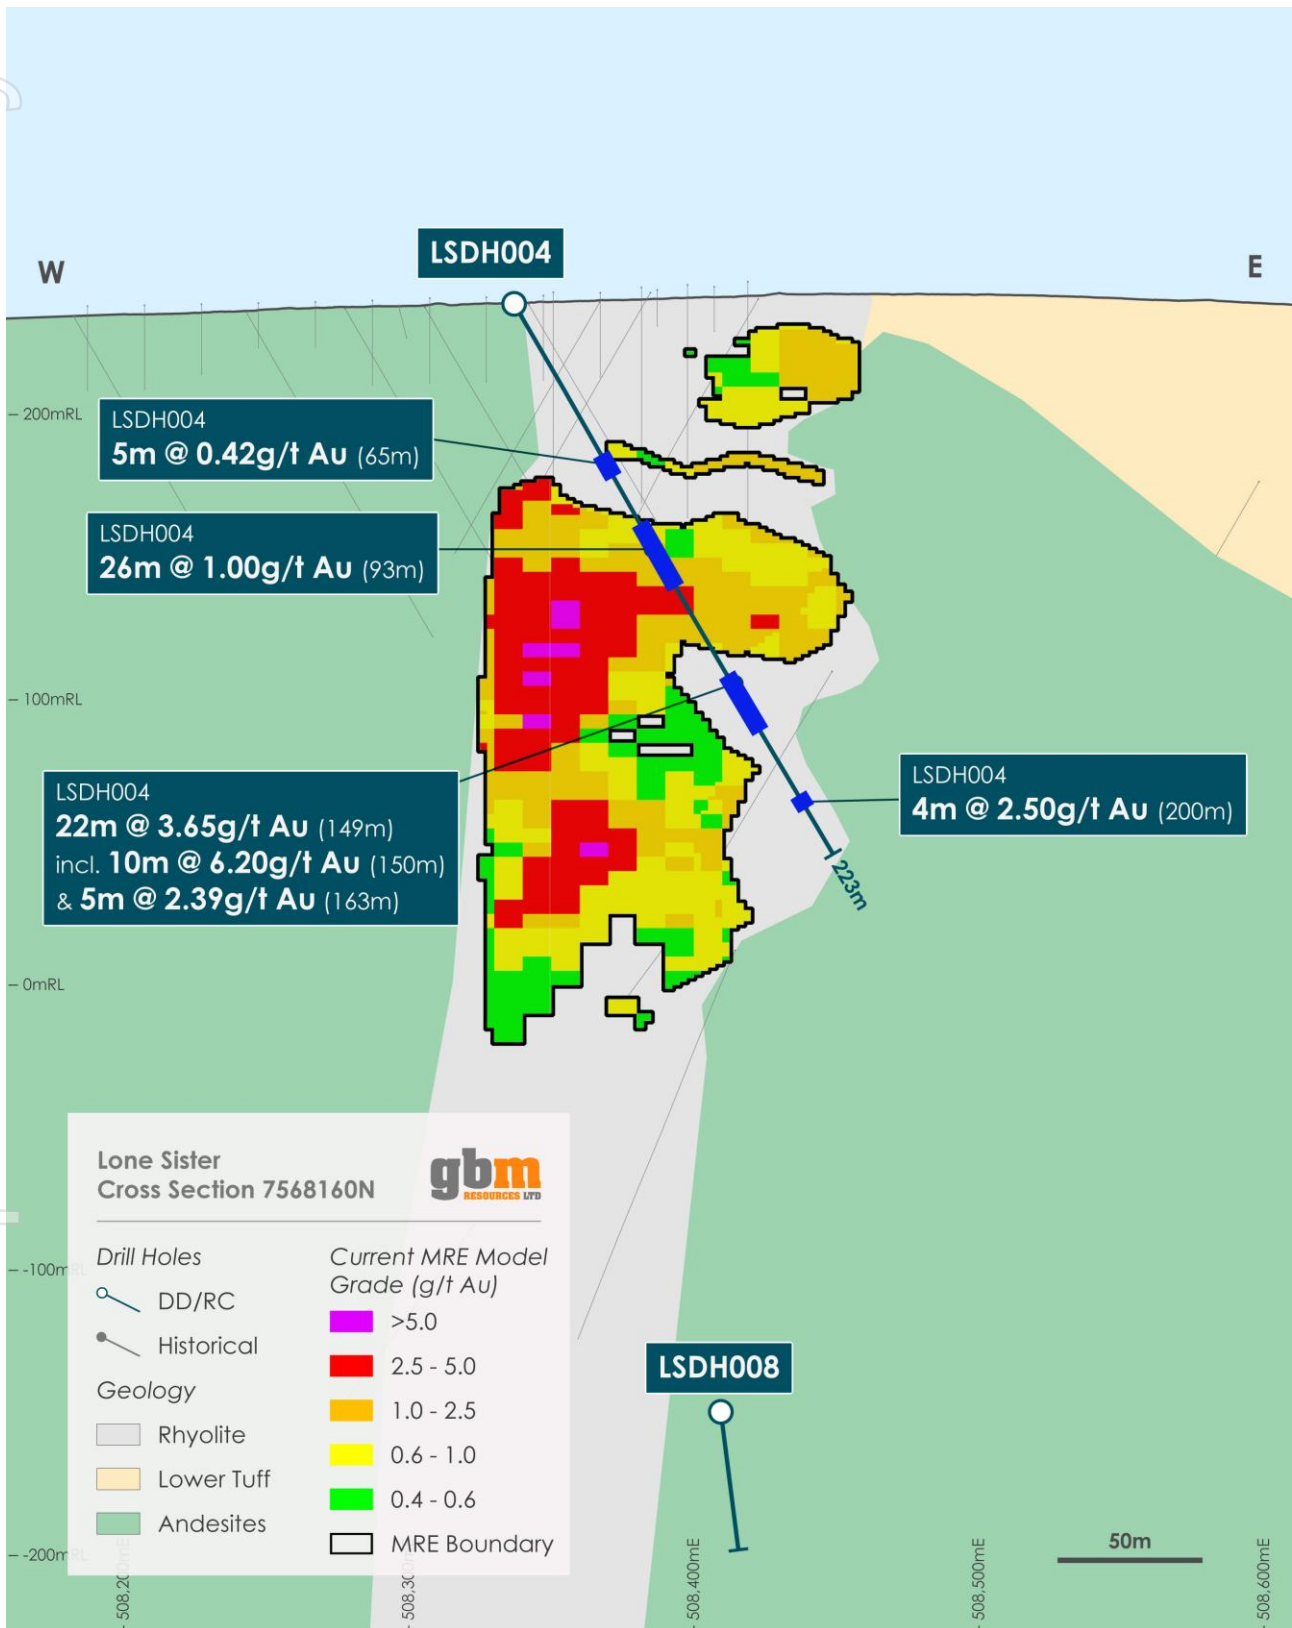 LSDH004
W
E
200mRL
LSDH004
5m @ 0.42g/t Au (65m)
LSDH004
26m @ 1.00g/t Au (93m)
100mRL
LSDH004
22m @ 3.65g/t Au (149m)
incl. 10m @ 6.20g/t Au (150m)
& 5m @ 2.39g/t Au (163m)
LSDH004
4m @ 2.50g/t Au (200m)
223m
0mRL
Lone Sister
Cross Section 7568160N
gbm
RESOURCES LTD
Drill Holes
DD/RC
Historical
Geology
Rhyolite
Lower Tuff
Andesites
Current MRE Model
Grade (g/t Au)
>5.0
2.5 - 5.0
1.0 - 2.5
0.6 - 1.0
0.4 - 0.6
MRE Boundary
-100mRL
LSDH008
-200mRL
50m
508,200mE
508,300mE
508,400mE
508,500mE
508,600mE